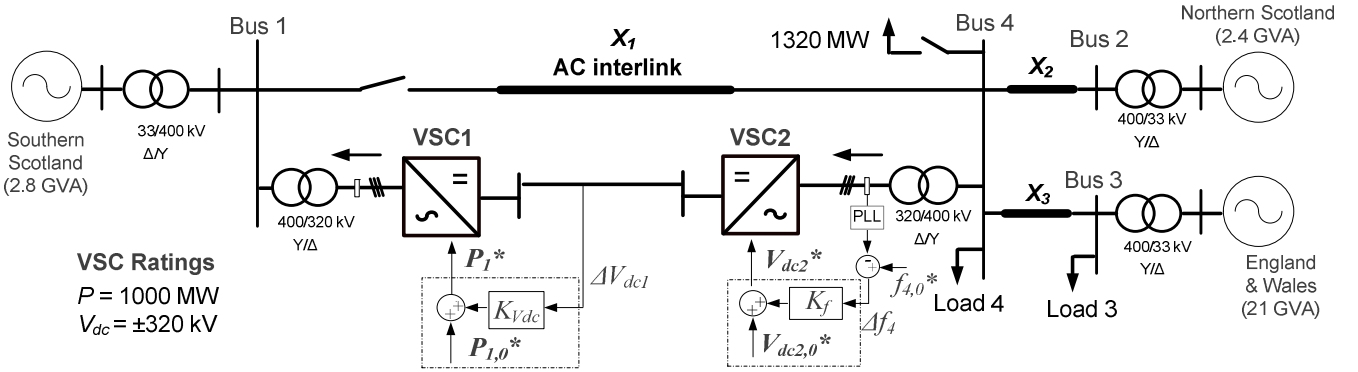 Bus 1
X1
AC interlink
1320 MW
Bus 4
Bus 2
Northern Scotland
(2.4 GVA)
X2
33/400 kV
Δ/Y
Southern
Scotland
(2.8 GVA)
VSC1
=
VSC2
=
400/33 kV
Y/Δ
400/320 kV
Y/Δ
PLL
320/400 kV
Δ/Y
X3
Bus 3
400/33 kV
Y/Δ
VSC Ratings
P = 1000 MW
Vdc = ±320 kV
P1*
ΔVdc1
Vdc2*
-
+
f4,0*
Load 4
Load 3
England
& Wales
(21 GVA)
+
+
KVdc
+
+
Kf
Δf4
P1,0*
Vdc2,0*